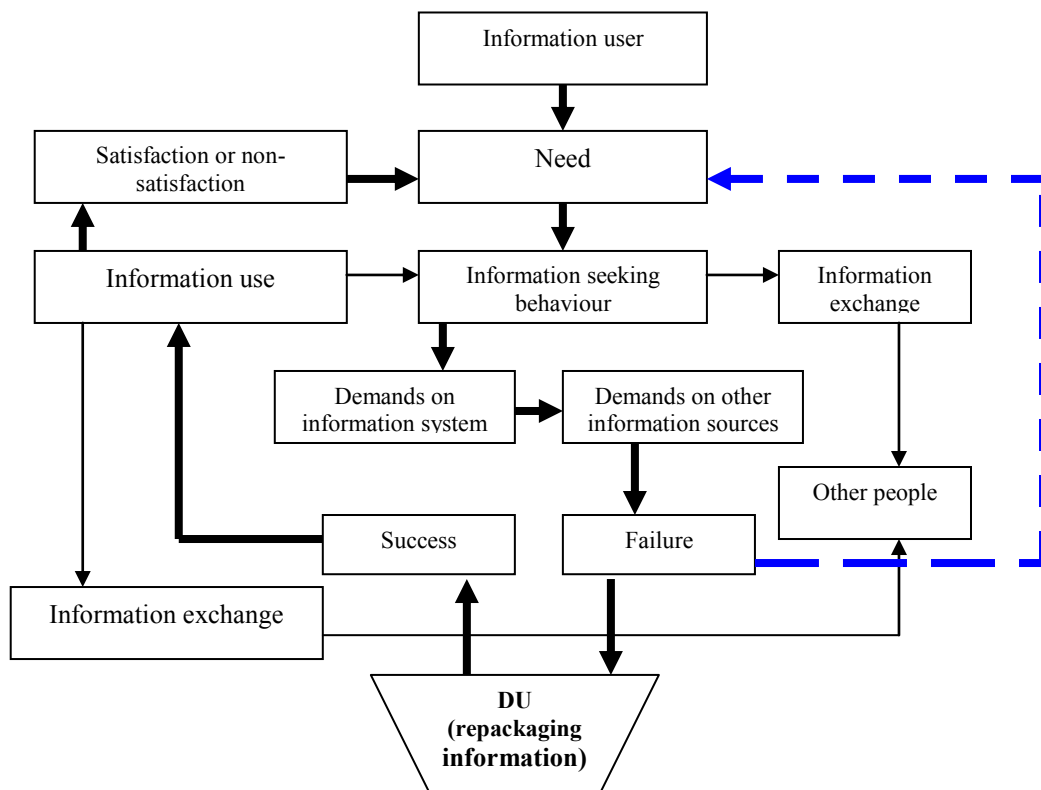 Information user
Satisfaction or non-
satisfaction
Need
Information use
Information seeking
behaviour
Information
exchange
Demands on
information system
Demands on other
information sources
Other people
Success
Failure
Information exchange
DU
(repackaging
information)